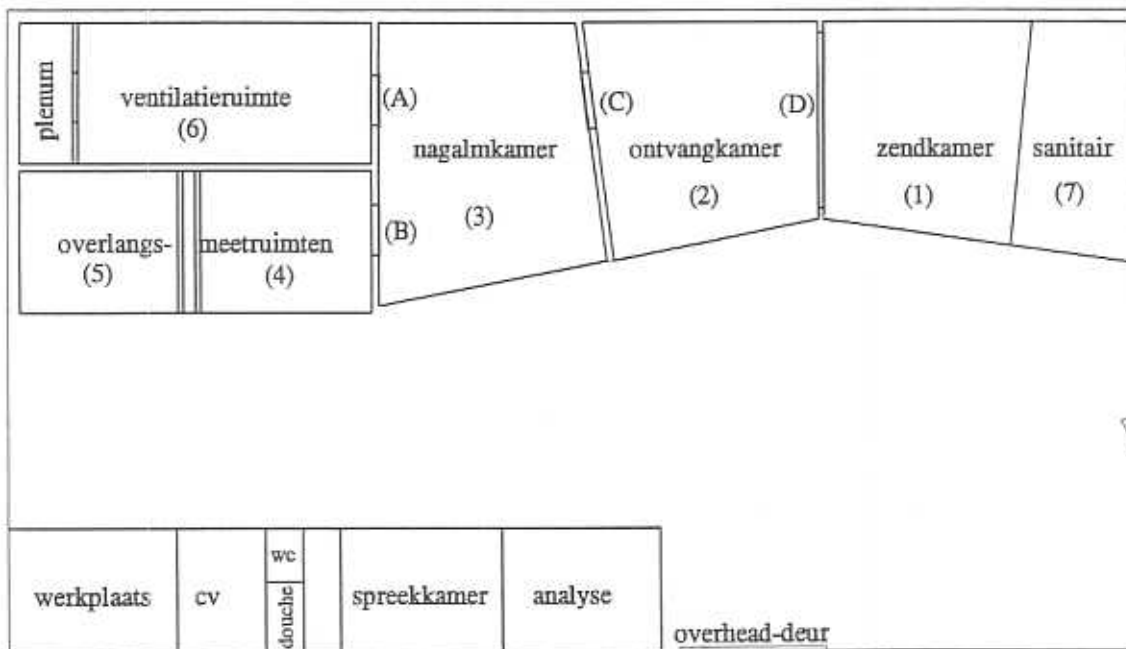 plenum
ventilatieruimte
(6)
(A)
nagalmkamer
(3)
(C)
ontvangkamer
(2)
(D)
zendkamer
(1)
sanitair
(7)
overlangs-
(5)
meetruimten
(4)
(B)
werkplaats
cv
wc
douche
spreekkamer
analyse
overhead-deur